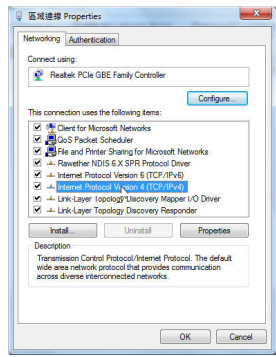 區域連線 Properties
Networking Authentication
Connect using:
Realtek PCIe GBE Family Controller
Configure...
This connection uses the following items:
Client for Microsoft Networks
QoS Packet Scheduler
File and Printer Sharing for Microsoft Networks
Rawether NDIS 6.X SPR Protocol Driver
Internet Protocol Version 6 (TCP/IPv6)
Internet Protocol Version 4 (TCP/IPv4)
Link-Layer Topology Discovery Mapper I/O Driver
Link-Layer Topology Discovery Responder
Install... Uninstall Properties
Description
Transmission Control Protocol/Internet Protocol. The default
wide area network protocol that provides communication
across diverse interconnected networks.
OK Cancel